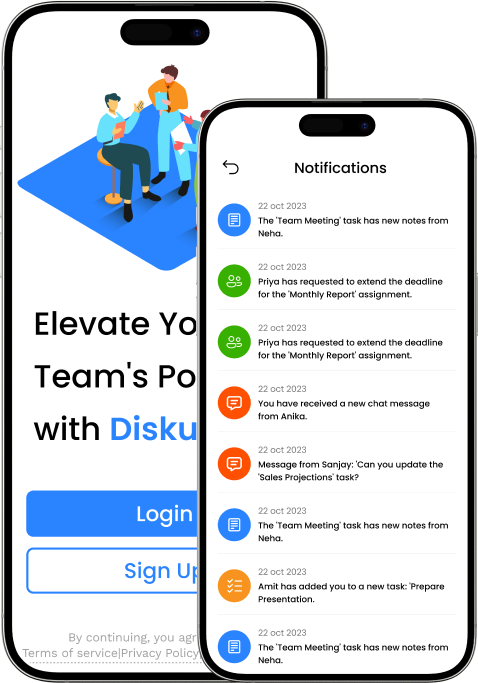 Elevate Yo
Team's Po
with Disku
Login
Sign Up
By continuing, you agr
Terms of service|Privacy Policy
Notifications
22 oct 2023
The 'Team Meeting' task has new notes from
Neha.
22 oct 2023
Priya has requested to extend the deadline
for the 'Monthly Report' assignment.
22 oct 2023
Priya has requested to extend the deadline
for the 'Monthly Report' assignment.
22 oct 2023
You have received a new chat message
from Anika.
22 oct 2023
Message from Sanjay: 'Can you update the
'Sales Projections' task?
22 oct 2023
The 'Team Meeting' task has new notes from
Neha.
22 oct 2023
Amit has added you to a new task: 'Prepare
Presentation.
22 oct 2023
The 'Team Meeting' task has new notes from
Neha.